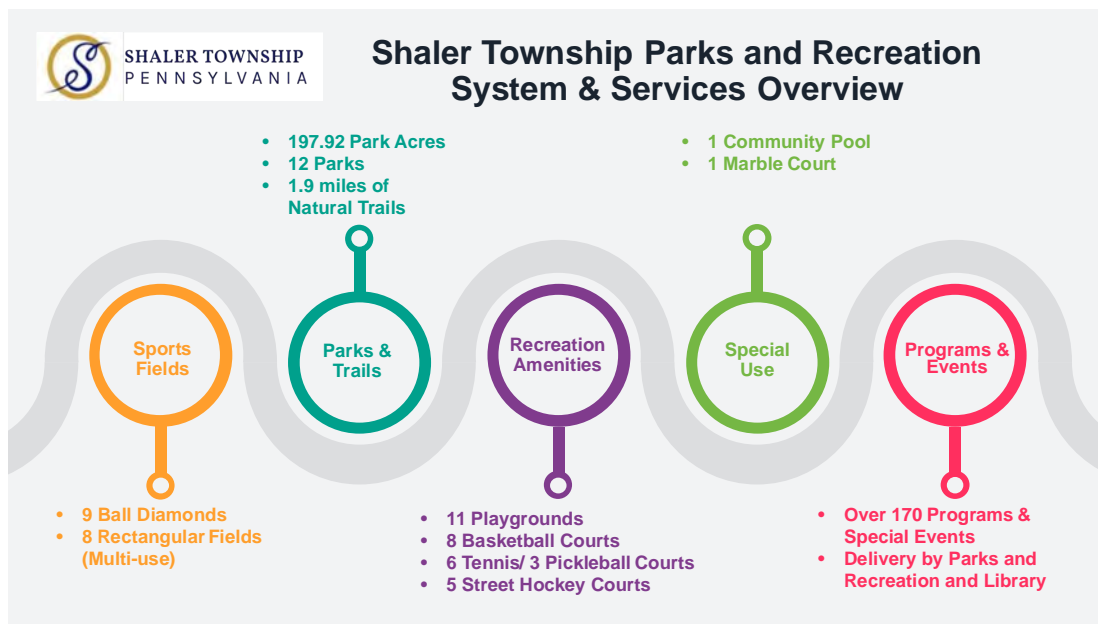 SHALER TOWNSHIP
PENNSYLVANIA
Shaler Township Parks and Recreation
System & Services Overview
• 197.92 Park Acres
• 12 Parks
• 1.9 miles of
Natural Trails
• 1 Community Pool
• 1 Marble Court
Sports
Fields
Parks &
Trails
Recreation
Amenities
Special
Use
Programs &
Events
• 9 Ball Diamonds
• 8 Rectangular Fields
(Multi-use)
• 11 Playgrounds
• 8 Basketball Courts
• 6 Tennis/ 3 Pickleball Courts
• 5 Street Hockey Courts
• Over 170 Programs &
Special Events
• Delivery by Parks and
Recreation and Library